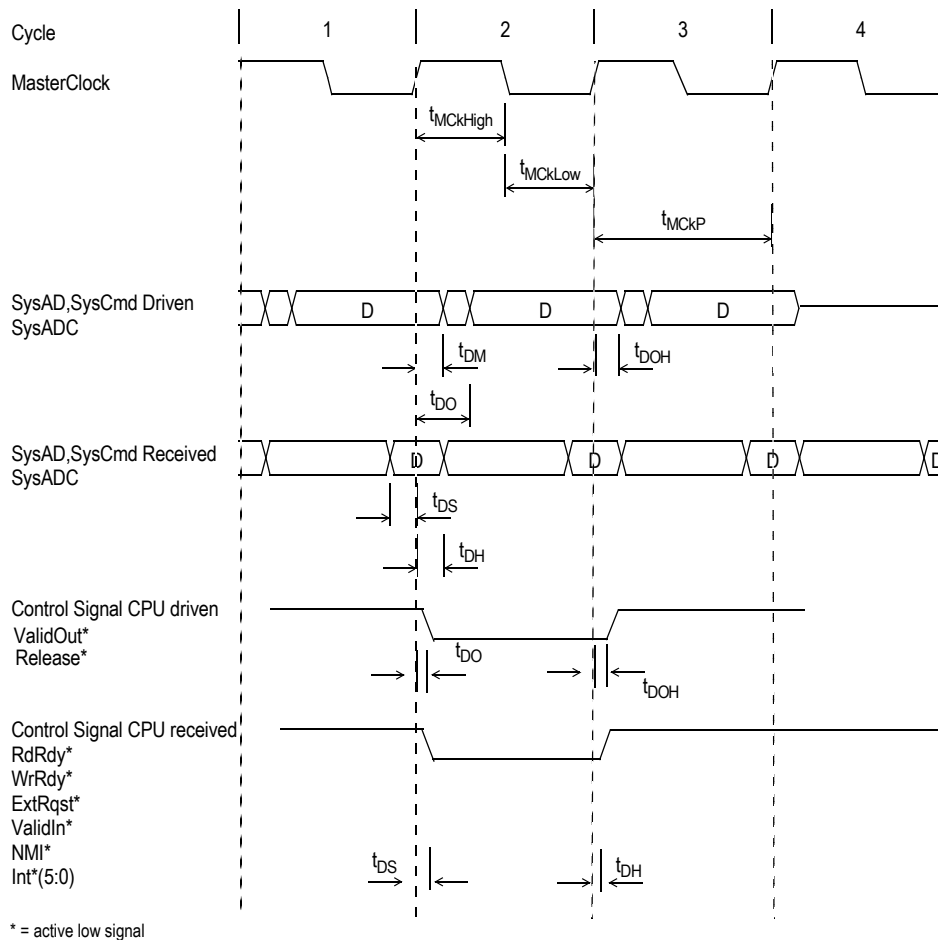 Cycle 1 2 3 4
MasterClock
tMCkHigh
tMCkLow
tMCkP
SysAD,SysCmd Driven
SysADC
D D D
tDM tDOH
tDO
SysAD,SysCmd Received
SysADC
D D D D
tDS
tDH
Control Signal CPU driven
ValidOut*
Release*
tDO
tDOH
Control Signal CPU received
RdRdy*
WrRdy*
ExtRqst*
ValidIn*
NMI*
Int*(5:0)
tDS tDH
* = active low signal